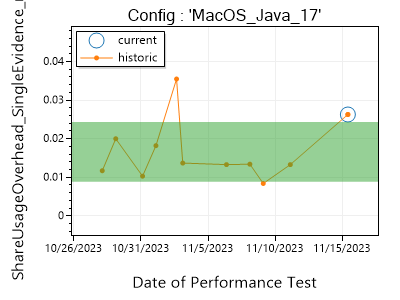 Config : 'MacOS_Java_17'
current
historic
0.04
0.03
0.02
0.01
0
10/26/2023 10/31/2023 11/5/2023 11/10/2023 11/15/2023
Date of Performance Test
ShareUsageOverhead_SingleEvidence_